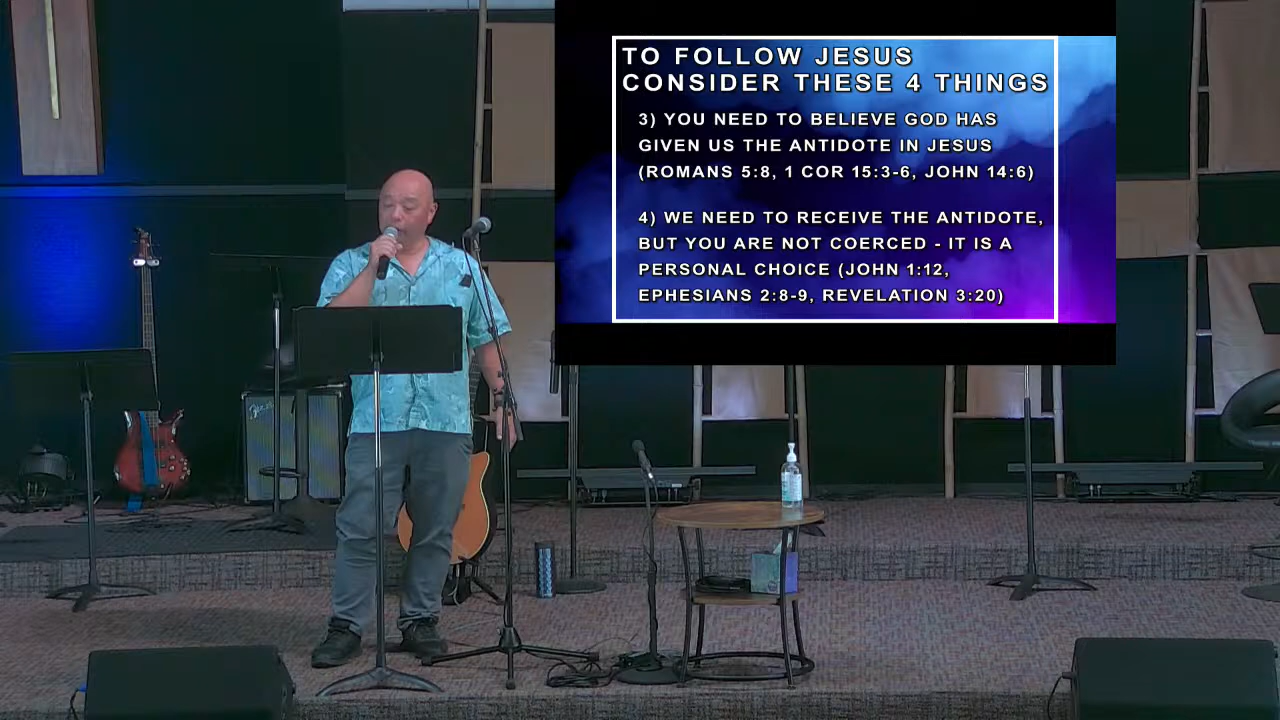 TO FOLLOW JESUS
CONSIDER THESE 4 THINGS
3) YOU NEED TO BELIEVE GOD HAS
GIVEN US THE ANTIDOTE IN JESUS
(ROMANS 5:8, 1 COR 15:3-6, JOHN 14:6)
4) WE NEED TO RECEIVE THE ANTIDOTE,
BUT YOU ARE NOT COERCED - IT IS A
PERSONAL CHOICE (JOHN 1:12,
EPHESIANS 2:8-9, REVELATION 3:20)
Fender